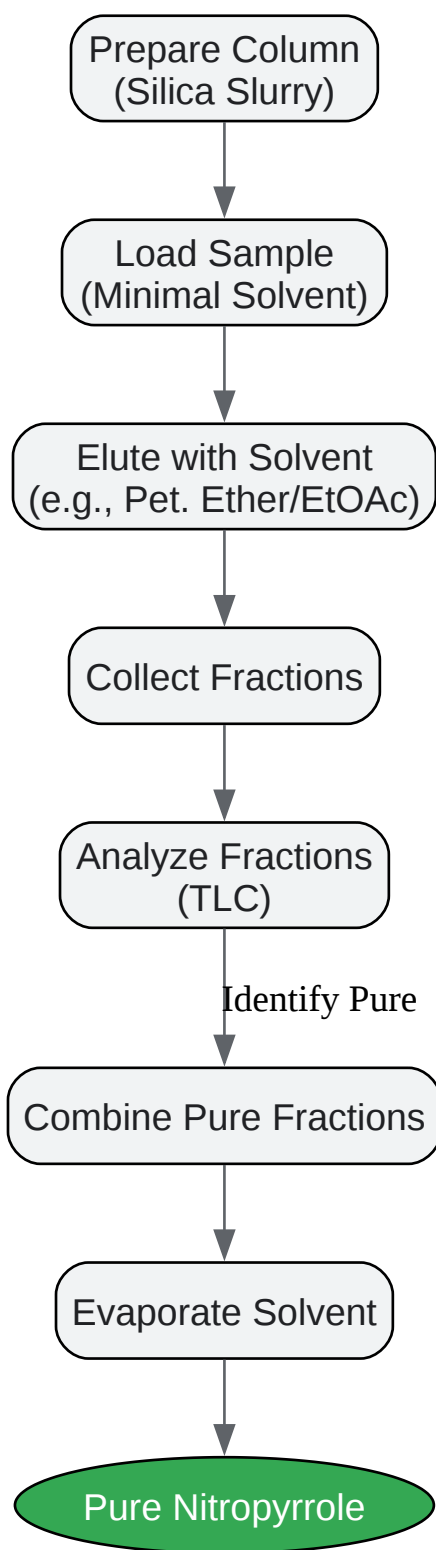 Prepare Column
(Silica Slurry)
Load Sample
(Minimal Solvent)
Elute with Solvent
(e.g., Pet. Ether/EtOAc)
Collect Fractions
Analyze Fractions
(TLC)
Identify Pure
Combine Pure Fractions
Evaporate Solvent
Pure Nitropyrrole